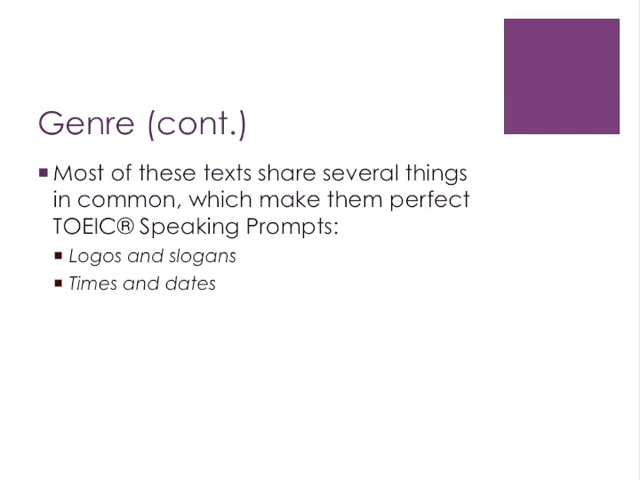 Genre (cont.)
Most of these texts share several things
in common, which make them perfect
TOEIC® Speaking Prompts:
Logos and slogans
Times and dates